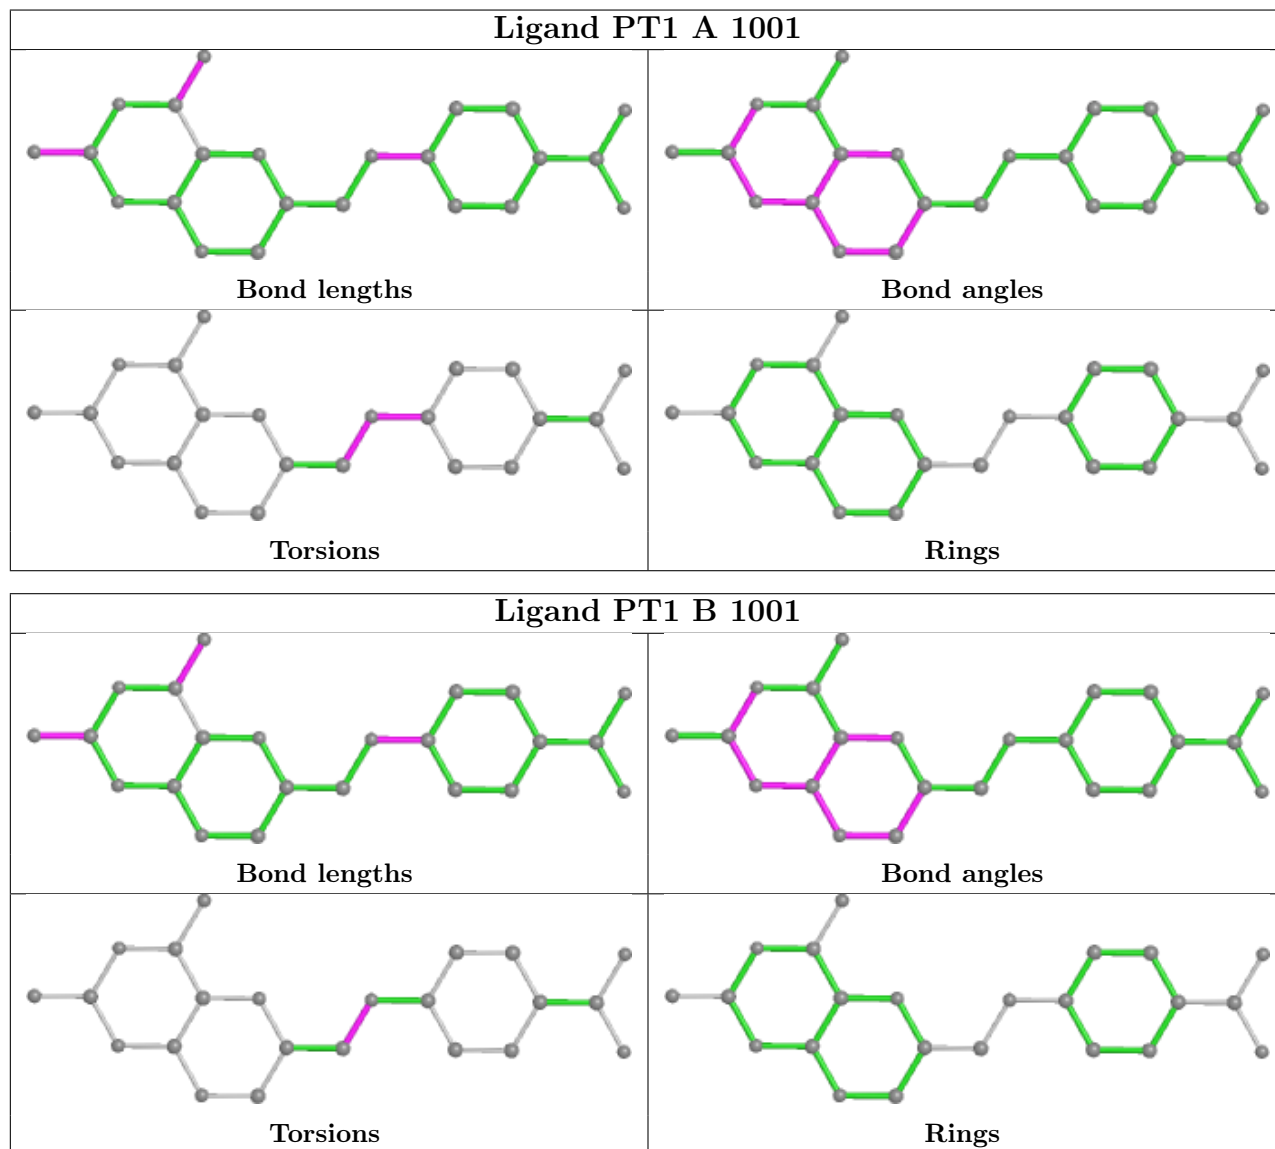 Ligand PT1 A 1001
Bond lengths
Bond angles
Torsions
Rings
Ligand PT1 B 1001
Bond lengths
Bond angles
Torsions
Rings